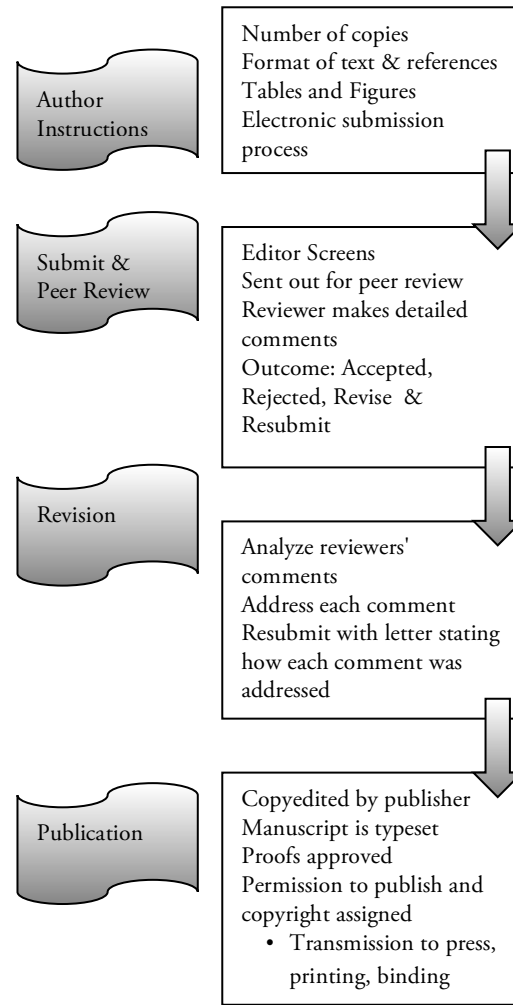 Author
Instructions
Number of copies
Format of text & references
Tables and Figures
Electronic submission
process
Submit &
Peer Review
Editor Screens
Sent out for peer review
Reviewer makes detailed
comments
Outcome: Accepted,
Rejected, Revise &
Resubmit
Revision
Analyze reviewers'
comments
Address each comment
Resubmit with letter stating
how each comment was
addressed
Publication
Copyedited by publisher
Manuscript is typeset
Proofs approved
Permission to publish and
copyright assigned
• Transmission to press,
printing, binding